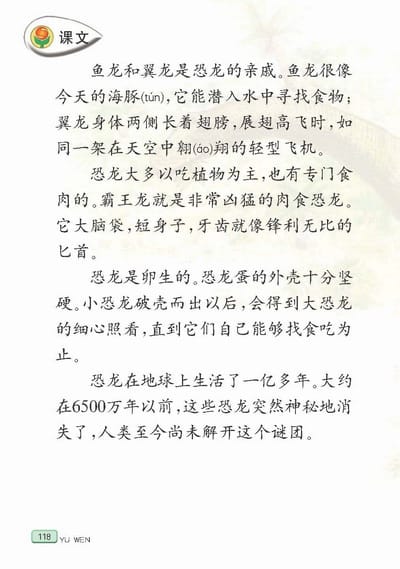 课文
鱼龙和翼龙是恐龙的亲戚。鱼龙很像
今天的海豚(tún),它能潜入水中寻找食物;
翼龙身体两侧长着翅膀,展翅高飞时,如
同一架在天空中翱(áo)翔的轻型飞机。
恐龙大多以吃植物为主,也有专门食
肉的。霸王龙就是非常凶猛的肉食恐龙。
它大脑袋,短身子,牙齿就像锋利无比的
匕首。
恐龙是卵生的。恐龙蛋的外壳十分坚
硬。小恐龙破壳而出以后,会得到大恐龙
的细心照看,直到它们自己能够找食吃为
止。
恐龙在地球上生活了一亿多年。大约
在6500万年以前,这些恐龙突然神秘地消
失了,人类至今尚未解开这个谜团。
118 YU WEN